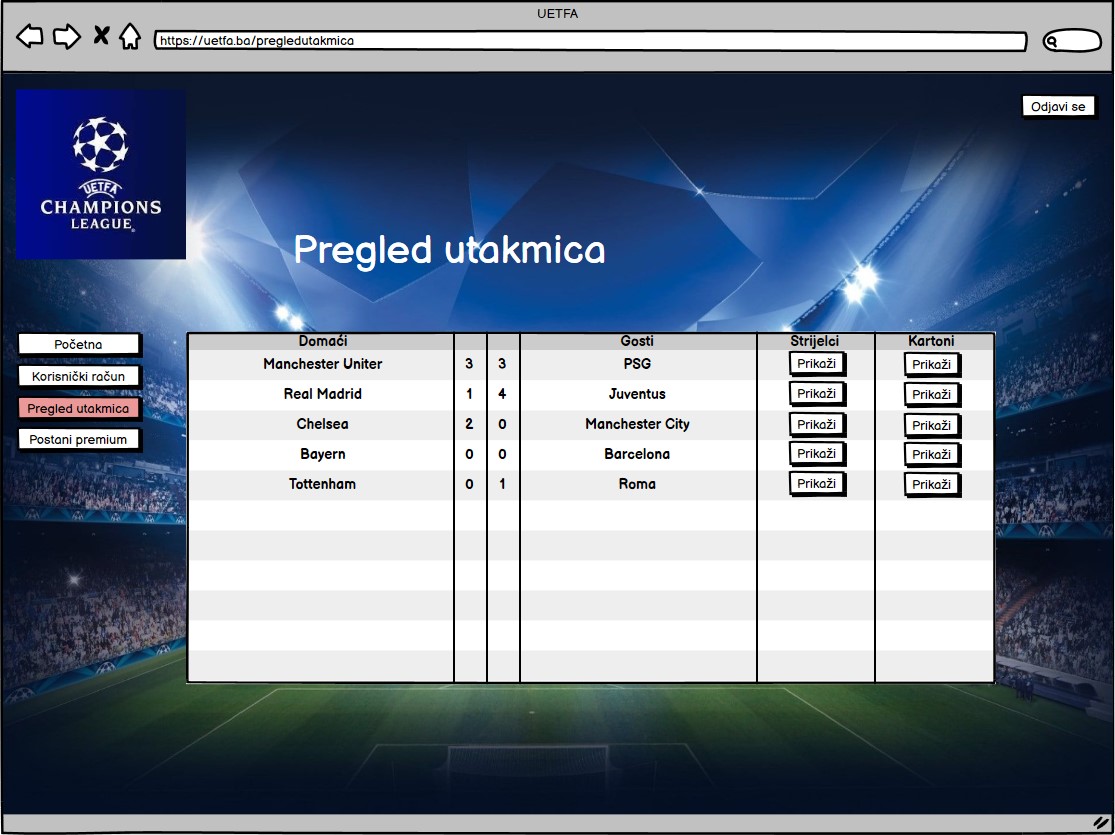 UETFA
https://uetfa.ba/pregledutakmica
Odjavi se
UETFA
CHAMPIONS
LEAGUE
Pregled utakmica
Početna
Korisnički račun
Pregled utakmica
Postani premium
Domaći Gosti Strijelci Kartoni
Manchester Uniter 3 3 PSG Prikaži Prikaži
Real Madrid 1 4 Juventus Prikaži Prikaži
Chelsea 2 0 Manchester City Prikaži Prikaži
Bayern 0 0 Barcelona Prikaži Prikaži
Tottenham 0 1 Roma Prikaži Prikaži